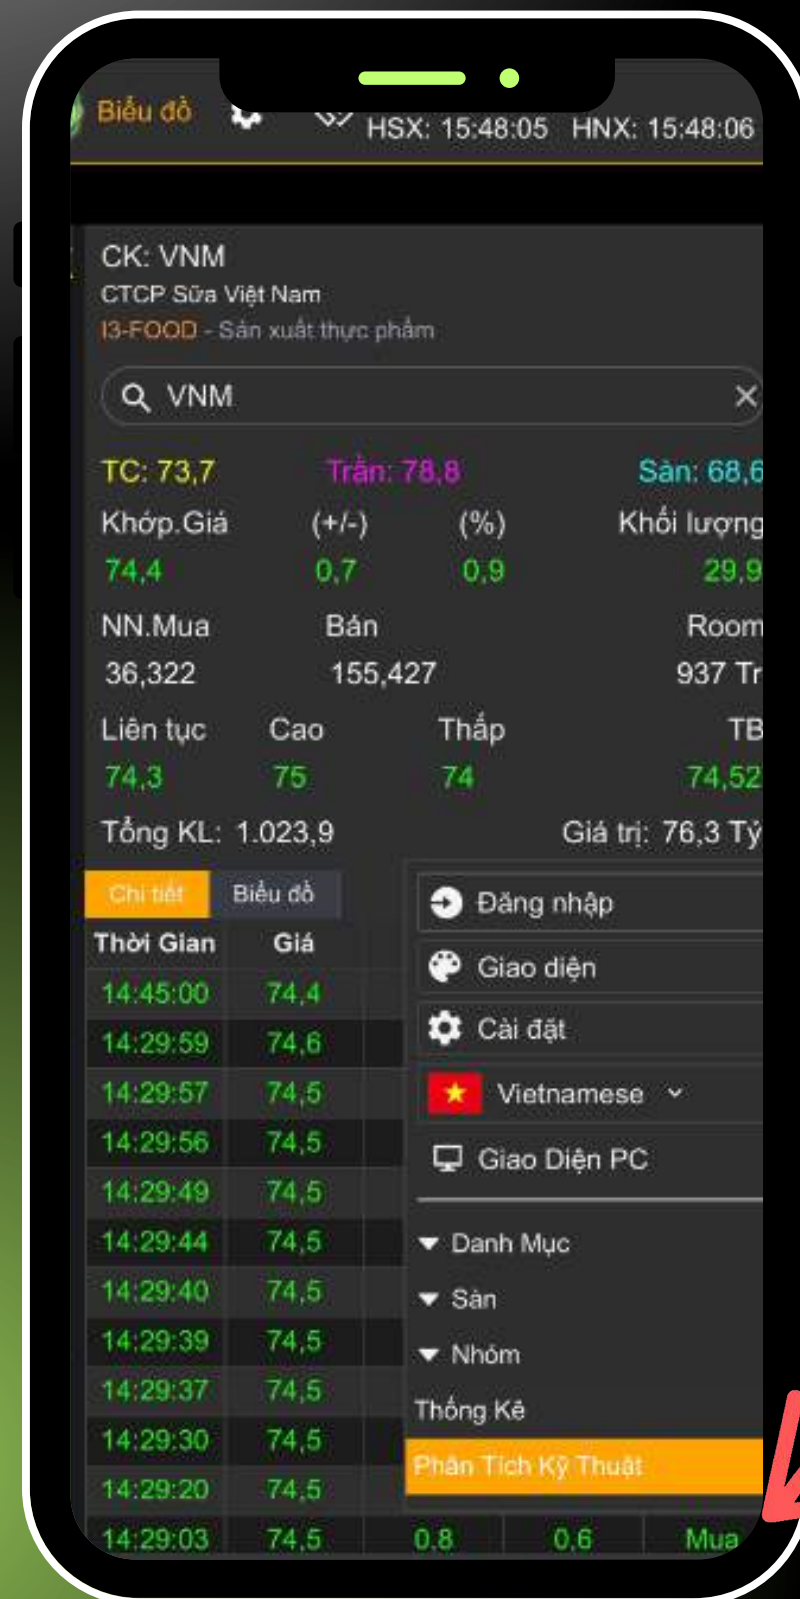 Biểu đồ
HSX: 15:48:05 HNX: 15:48:06
CK: VNM
CTCP Sữa Việt Nam
I3-FOOD - Sản xuất thực phẩm
VNM
TC: 73,7 Trần: 78,8 Sàn: 68,6
Khớp.Giá (+/-) (%) Khối lượng
74,4 0,7 0,9 29,9
NN.Mua Bán Room
36,322 155,427 937 Tr
Liên tục Cao Thấp TB
74,3 75 74 74,52
Tổng KL: 1.023,9 Giá trị: 76,3 Tỷ
Chi tiết Biểu đồ
Thời Gian Giá
14:45:00 74,4
14:29:59 74,6
14:29:57 74,5
14:29:56 74,5
14:29:49 74,5
14:29:44 74,5
14:29:40 74,5
14:29:39 74,5
14:29:37 74,5
14:29:30 74,5
14:29:20 74,5
14:29:03 74,5 0,8 0,6 Mua
Đăng nhập
Giao diện
Cài đặt
Vietnamese
Giao Diện PC
Danh Mục
Sàn
Nhóm
Thống Kê
Phân Tích Kỹ Thuật